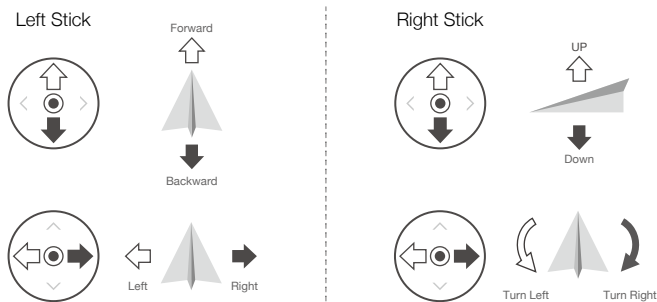 Left Stick
Forward
Backward
Left
Right
Right Stick
UP
Down
Turn Left
Turn Right